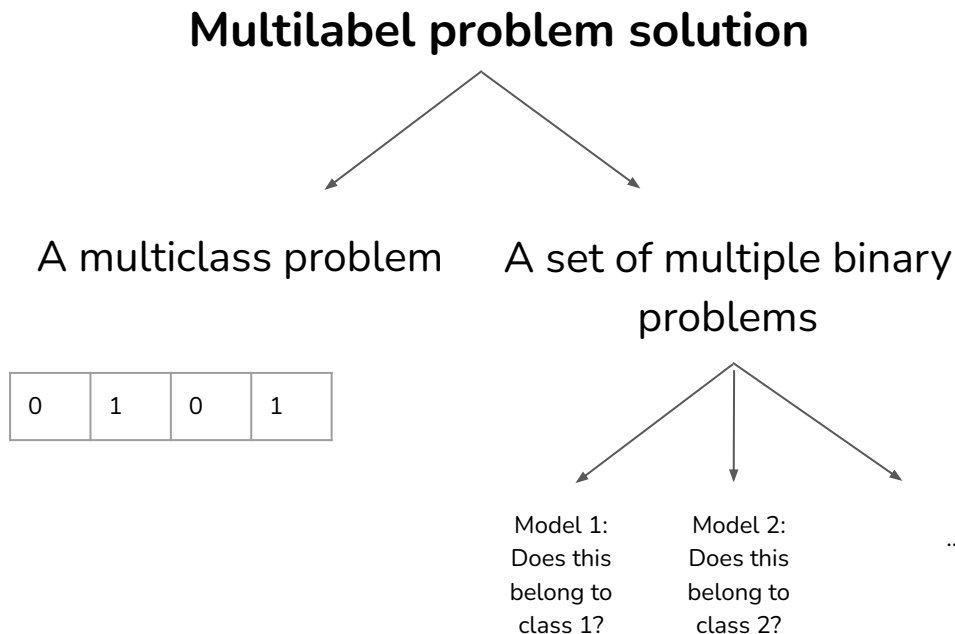 Multilabel problem solution
A multiclass problem
A set of multiple binary
problems
0 1 0 1
Model 1:
Does this
belong to
class 1?
Model 2:
Does this
belong to
class 2?
..